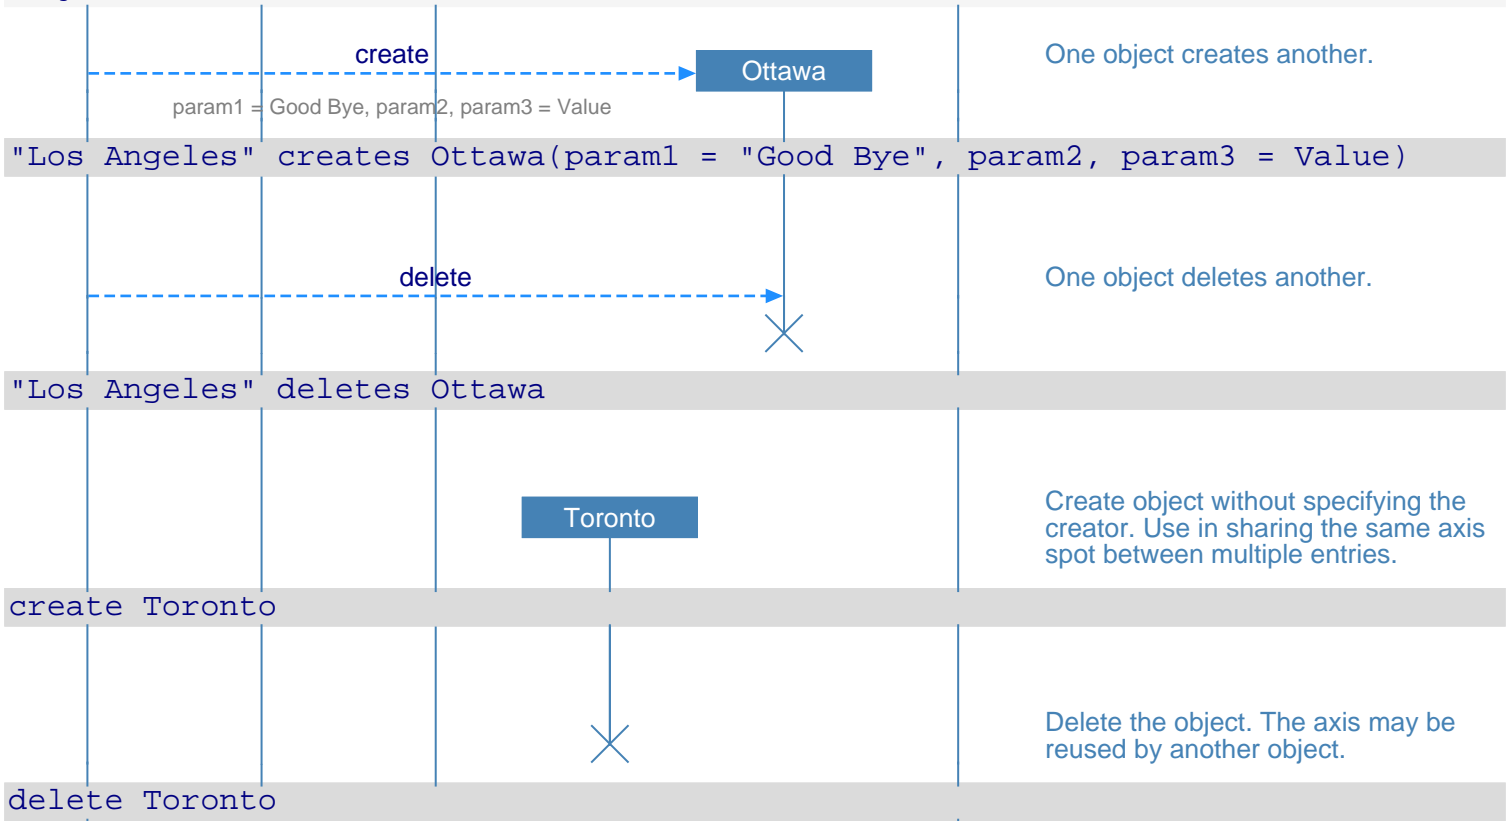 create
Ottawa
One object creates another.
param1 = Good Bye, param2, param3 = Value
"Los Angeles" creates Ottawa(param1 = "Good Bye", param2, param3 = Value)
delete
One object deletes another.
"Los Angeles" deletes Ottawa
Toronto
Create object without specifying the
creator. Use in sharing the same axis
spot between multiple entries.
create Toronto
Delete the object. The axis may be
reused by another object.
delete Toronto